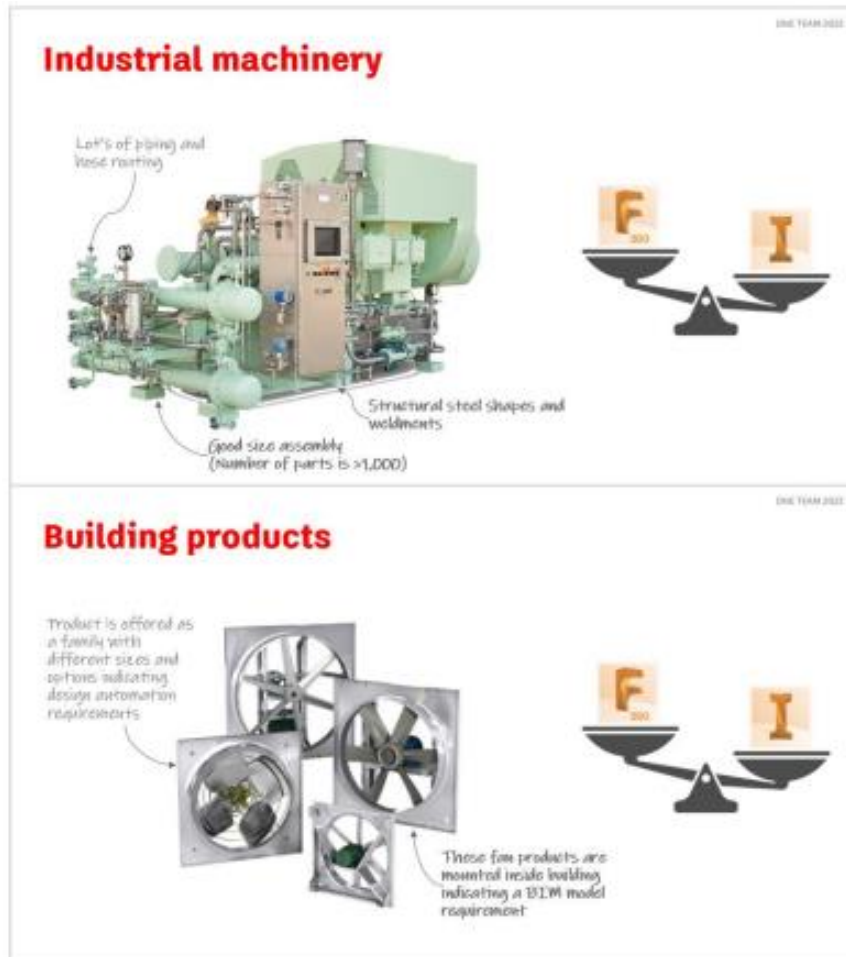 ONE TEAM 2022
Industrial machinery
Lot's of piping and
hose routing
F
360
I
Structural steel shapes and
weldments
Good size assembly
(Number of parts is >1,000)
ONE TEAM 2022
Building products
Product is offered as
a family with
different sizes and
options indicating
design automation
requirements
F
360
I
These fan products are
mounted inside building
indicating a BIM model
requirement